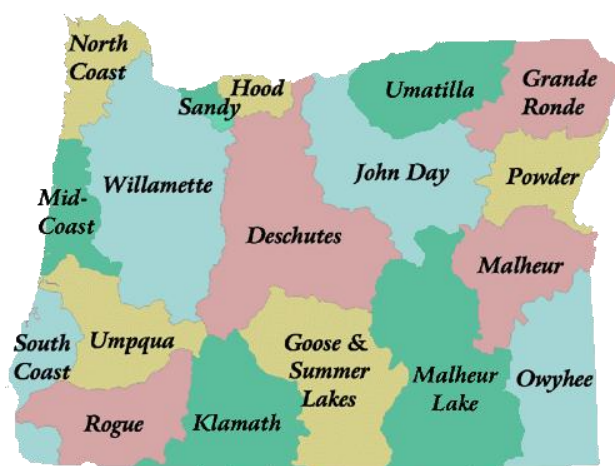 North
Coast
Sandy
Hood
Umatilla
Grande
Ronde
Mid-
Coast
Willamette
John Day
Powder
Deschutes
Malheur
South
Coast
Umpqua
Goose &
Summer
Lakes
Malheur
Lake
Owyhee
Rogue
Klamath